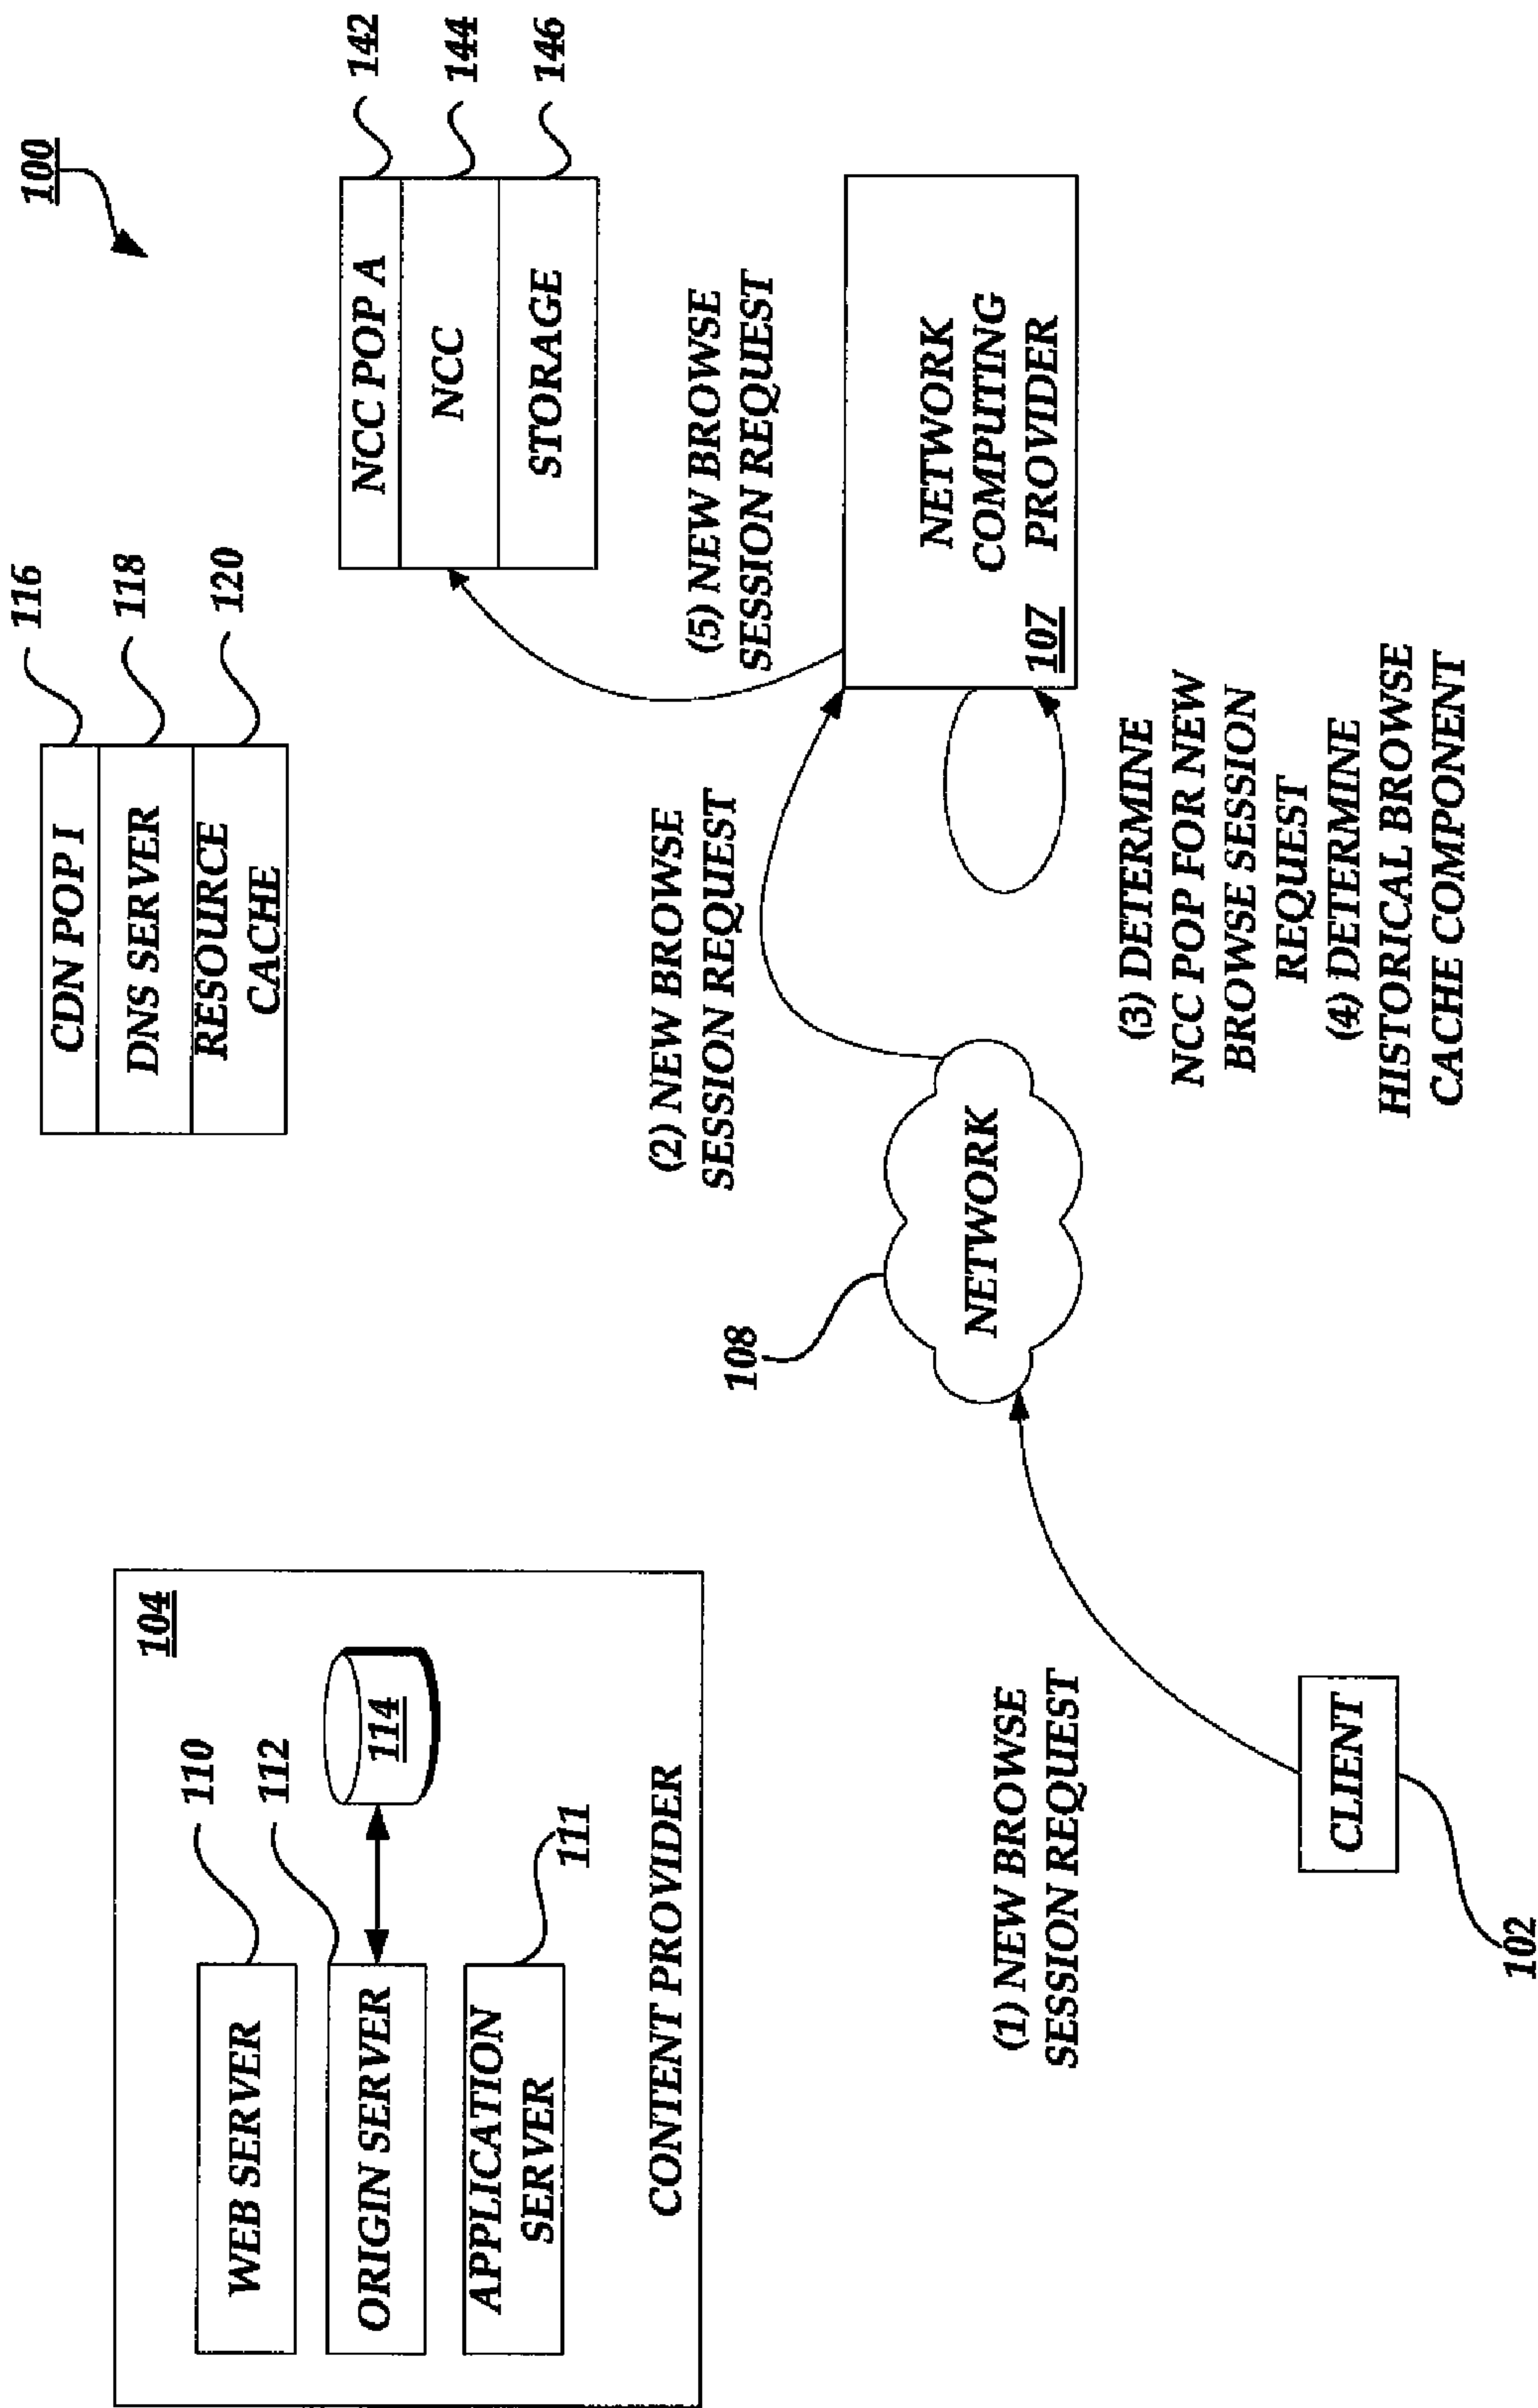 100
104
110
WEB SERVER
112
ORIGIN SERVER
114
APPLICATION
SERVER
111
CONTENT PROVIDER
116
CDN POP I
118
DNS SERVER
120
RESOURCE
CACHE
142
NCC POP A
144
NCC
146
STORAGE
(1) NEW BROWSE
SESSION REQUEST
CLIENT
102
108
NETWORK
(2) NEW BROWSE
SESSION REQUEST
(5) NEW BROWSE
SESSION REQUEST
NETWORK
COMPUTING
PROVIDER
107
(3) DETERMINE
NCC POP FOR NEW
BROWSE SESSION
REQUEST
(4) DETERMINE
HISTORICAL BROWSE
CACHE COMPONENT